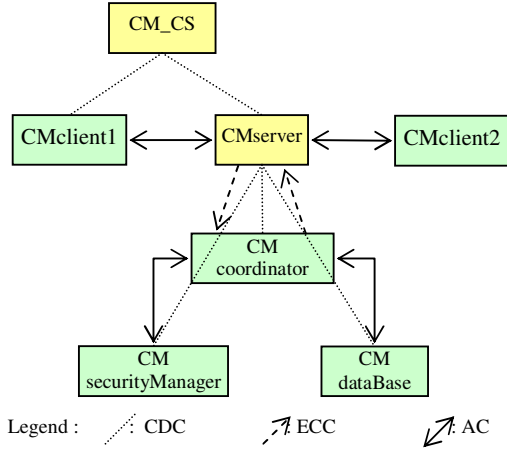 CM_CS
CMclient1
CMserver
CMclient2
CM
coordinator
CM
securityManager
CM
dataBase
Legend : : CDC : ECC : AC